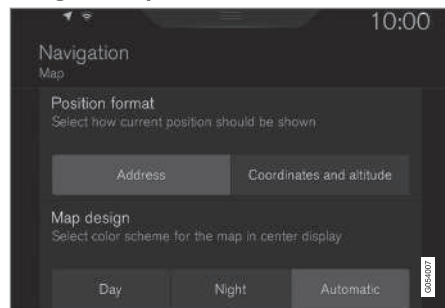 10:00
Navigation
Map
Position format
Select how current position should be shown
Address
Coordinates and altitude
Map design
Select color scheme for the map in center display
Day
Night
Automatic
G054007